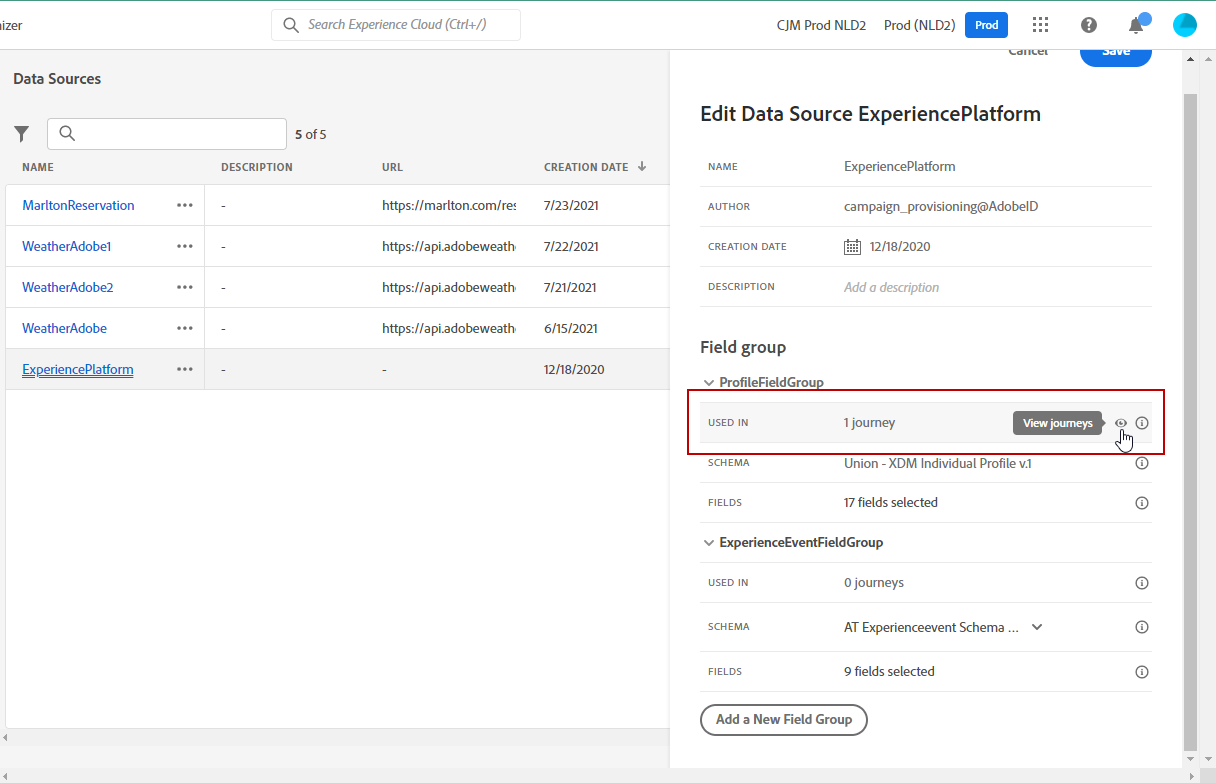 nizer
Search Experience Cloud (Ctrl+/)
CJM Prod NLD2 Prod (NLD2) Prod
Data Sources
5 of 5
NAME DESCRIPTION URL CREATION DATE
MarltonReservation ••• - https://marlton.com/res 7/23/2021
WeatherAdobe1 ••• - https://api.adobeweathe 7/22/2021
WeatherAdobe2 ••• - https://api.adobeweathe 7/21/2021
WeatherAdobe ••• - https://api.adobeweathe 6/15/2021
ExperiencePlatform ••• - - 12/18/2020
Cancel Save
Edit Data Source ExperiencePlatform
NAME ExperiencePlatform
AUTHOR campaign_provisioning@AdobeID
CREATION DATE 12/18/2020
DESCRIPTION Add a description
Field group
ProfileFieldGroup
USED IN 1 journey View journeys
SCHEMA Union - XDM Individual Profile v.1
FIELDS 17 fields selected
ExperienceEventFieldGroup
USED IN 0 journeys
SCHEMA AT Experienceevent Schema ...
FIELDS 9 fields selected
Add a New Field Group